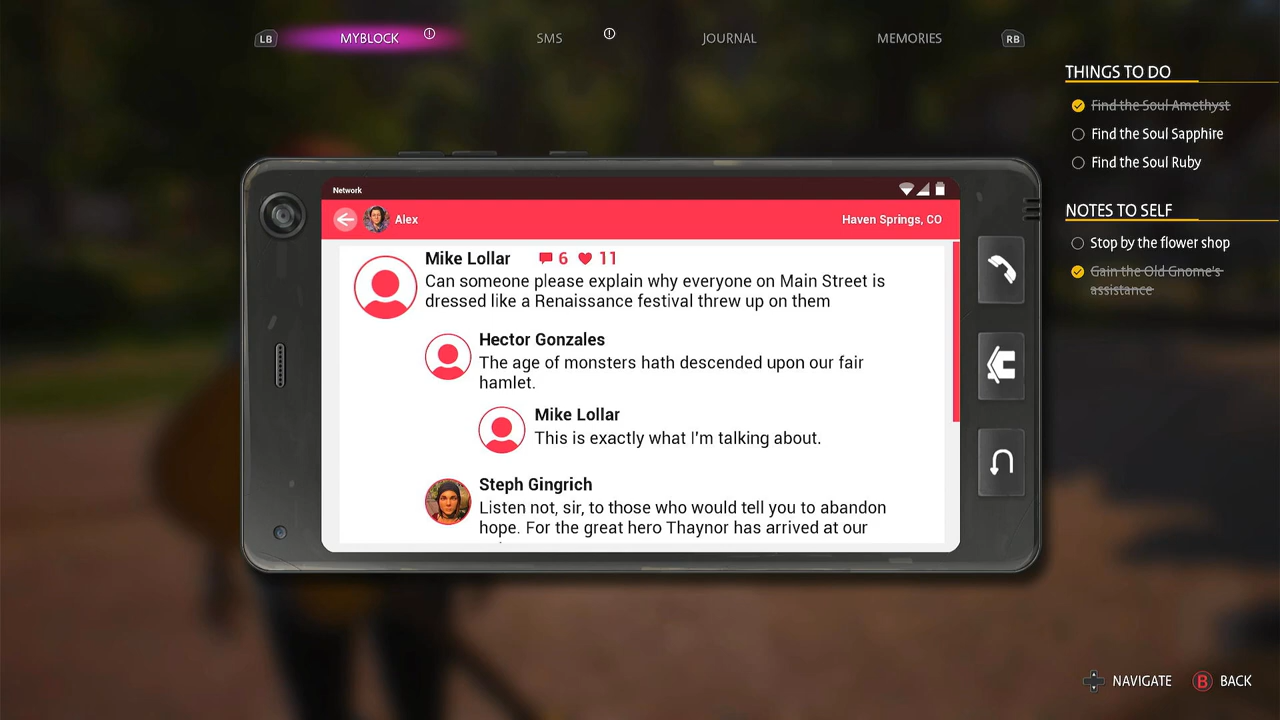 LB
MYBLOCK
SMS
JOURNAL
MEMORIES
RB
THINGS TO DO
Find the Soul Amethyst
Find the Soul Sapphire
Find the Soul Ruby
NOTES TO SELF
Stop by the flower shop
Gain the Old Gnome's
assistance
Network
Alex
Haven Springs, CO
Mike Lollar 6 11
Can someone please explain why everyone on Main Street is
dressed like a Renaissance festival threw up on them
Hector Gonzales
The age of monsters hath descended upon our fair
hamlet.
Mike Lollar
This is exactly what I'm talking about.
Steph Gingrich
Listen not, sir, to those who would tell you to abandon
hope. For the great hero Thaynor has arrived at our
NAVIGATE
B BACK